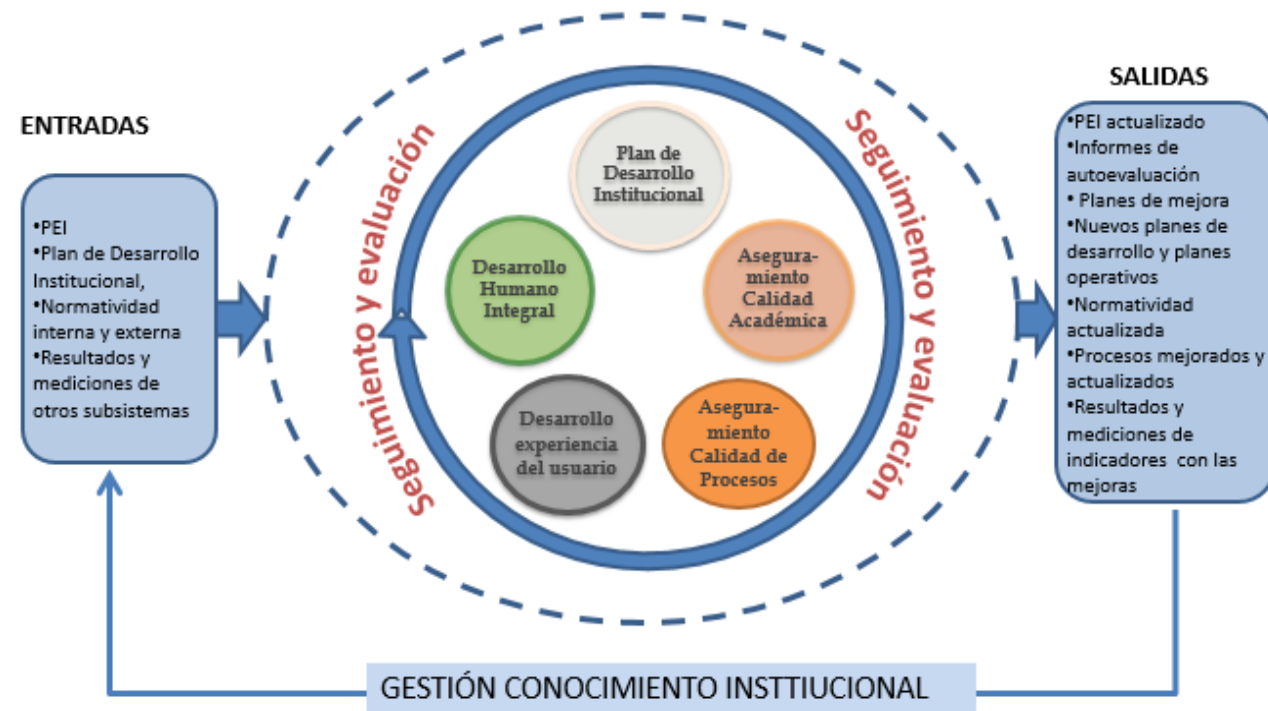 ENTRADAS
•PEI
•Plan de Desarrollo
Institucional,
•Normatividad
interna y externa
•Resultados y
mediciones de
otros subsistemas
Seguimiento y evaluación
Plan de
Desarrollo
Institucional
Desarrollo
Humano
Integral
Asegura-
miento
Calidad
Académica
Desarrollo
experiencia
del usuario
Asegura-
miento
Calidad de
Procesos
Seguimiento y evaluación
SALIDAS
•PEI actualizado
•Informes de
autoevaluación
• Planes de mejora
•Nuevos planes de
desarrollo y planes
operativos
•Normatividad
actualizada
•Procesos mejorados y
actualizados
•Resultados y
mediciones de
indicadores con las
mejoras
GESTIÓN CONOCIMIENTO INSTTIUCIONAL